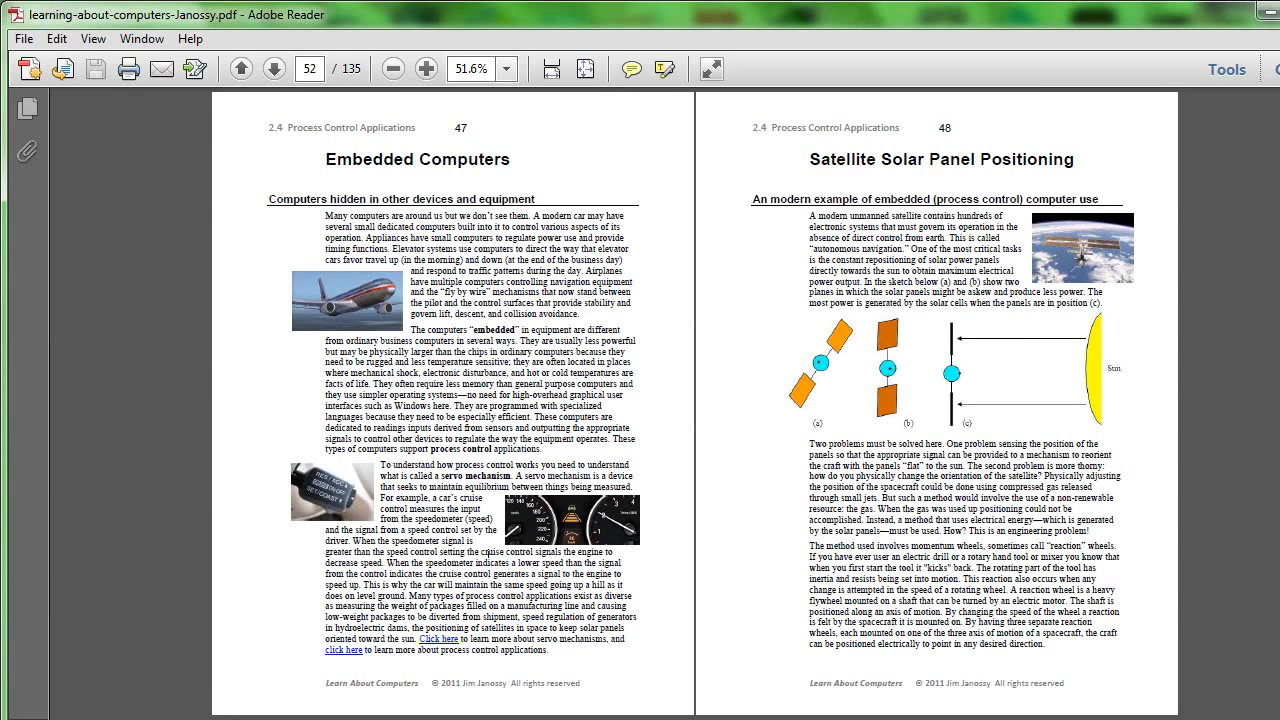 learning-about-computers-Janossy.pdf - Adobe Reader
File Edit View Window Help
52 / 135 51.6% Tools
2.4 Process Control Applications 47
Embedded Computers
Computers hidden in other devices and equipment
Many computers are around us but we don't see them. A modern car may have
several small dedicated computers built into it to control various aspects of its
operation. Appliances have small computers to regulate power use and provide
timing functions. Elevator systems use computers to direct the way that elevator
cars favor travel up (in the morning) and down (at the end of the business day)
and respond to traffic patterns during the day. Airplanes
have multiple computers controlling navigation equipment
and the "fly by wire" mechanisms that now stand between
the pilot and the control surfaces that provide stability and
govern lift, descent, and collision avoidance.
The computers "embedded" in equipment are different
from ordinary business computers in several ways. They are usually less powerful
but may be physically larger than the chips in ordinary computers because they
need to be rugged and less temperature sensitive; they are often located in places
where mechanical shock, electronic disturbance, and hot or cold temperatures are
facts of life. They often require less memory than general purpose computers and
they use simpler operating systems—no need for high-overhead graphical user
interfaces such as Windows here. They are programmed with specialized
languages because they need to be especially efficient. These computers are
dedicated to readings inputs derived from sensors and outputting the appropriate
signals to control other devices to regulate the way the equipment operates. These
types of computers support process control applications.
To understand how process control works you need to understand
what is called a servo mechanism. A servo mechanism is a device
that seeks to maintain equilibrium between things being measured.
For example, a car's cruise
control measures the input
from the speedometer (speed)
and the signal from a speed control set by the
driver. When the speedometer signal is
greater than the speed control setting the cruise control signals the engine to
decrease speed. When the speedometer indicates a lower speed than the signal
from the control indicates the cruise control generates a signal to the engine to
speed up. This is why the car will maintain the same speed going up a hill as it
does on level ground. Many types of process control applications exist as diverse
as measuring the weight of packages filled on a manufacturing line and causing
low-weight packages to be diverted from shipment, speed regulation of generators
in hydroelectric dams, the positioning of satellites in space to keep solar panels
oriented toward the sun. Click here to learn more about servo mechanisms, and
click here to learn more about process control applications.
Learn About Computers © 2011 Jim Janossy All rights reserved
2.4 Process Control Applications 48
Satellite Solar Panel Positioning
An modern example of embedded (process control) computer use
A modern unmanned satellite contains hundreds of
electronic systems that must govern its operation in the
absence of direct control from earth. This is called
"autonomous navigation." One of the most critical tasks
is the constant repositioning of solar power panels
directly towards the sun to obtain maximum electrical
power output. In the sketch below (a) and (b) show two
planes in which the solar panels might be askew and produce less power. The
most power is generated by the solar cells when the panels are in position (c).
Sun
(a) (b) (c)
Two problems must be solved here. One problem sensing the position of the
panels so that the appropriate signal can be provided to a mechanism to reorient
the craft with the panels "flat" to the sun. The second problem is more thorny:
how do you physically change the orientation of the satellite? Physically adjusting
the position of the spacecraft could be done using compressed gas released
through small jets. But such a method would involve the use of a non-renewable
resource: the gas. When the gas was used up positioning could not be
accomplished. Instead, a method that uses electrical energy—which is generated
by the solar panels—must be used. How? This is an engineering problem!
The method used involves momentum wheels, sometimes call "reaction" wheels.
If you have ever user an electric drill or a rotary hand tool or mixer you know that
when you first start the tool it "kicks" back. The rotating part of the tool has
inertia and resists being set into motion. This reaction also occurs when any
change is attempted in the speed of a rotating wheel. A reaction wheel is a heavy
flywheel mounted on a shaft that can be turned by an electric motor. The shaft is
positioned along an axis of motion. By changing the speed of the wheel a reaction
is felt by the spacecraft it is mounted on. By having three separate reaction
wheels, each mounted on one of the three axis of motion of a spacecraft, the craft
can be positioned electrically to point in any desired direction.
Learn About Computers © 2011 Jim Janossy All rights reserved